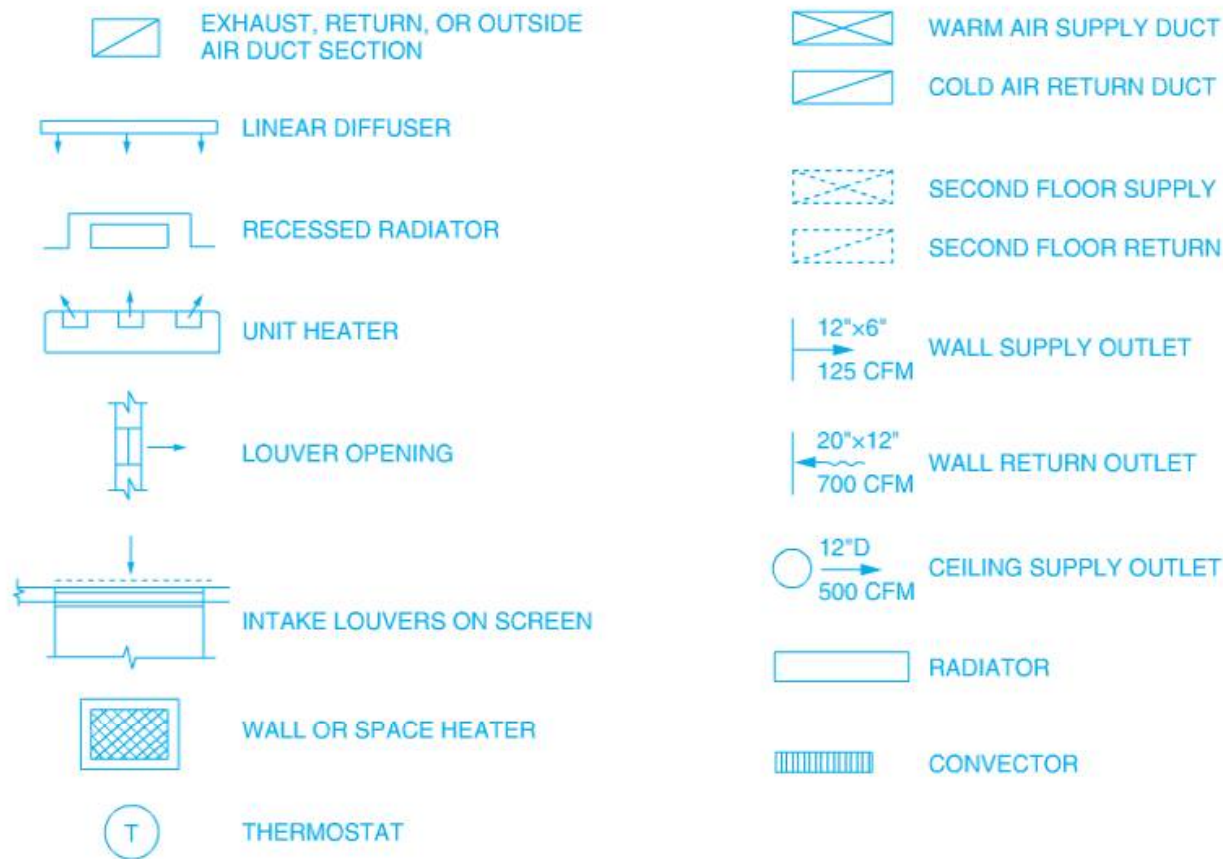 EXHAUST, RETURN, OR OUTSIDE
AIR DUCT SECTION
LINEAR DIFFUSER
RECESSED RADIATOR
UNIT HEATER
LOUVER OPENING
INTAKE LOUVERS ON SCREEN
WALL OR SPACE HEATER
T
THERMOSTAT
WARM AIR SUPPLY DUCT
COLD AIR RETURN DUCT
SECOND FLOOR SUPPLY
SECOND FLOOR RETURN
12"×6"
125 CFM
WALL SUPPLY OUTLET
20"×12"
700 CFM
WALL RETURN OUTLET
12"D
500 CFM
CEILING SUPPLY OUTLET
RADIATOR
CONVECTOR